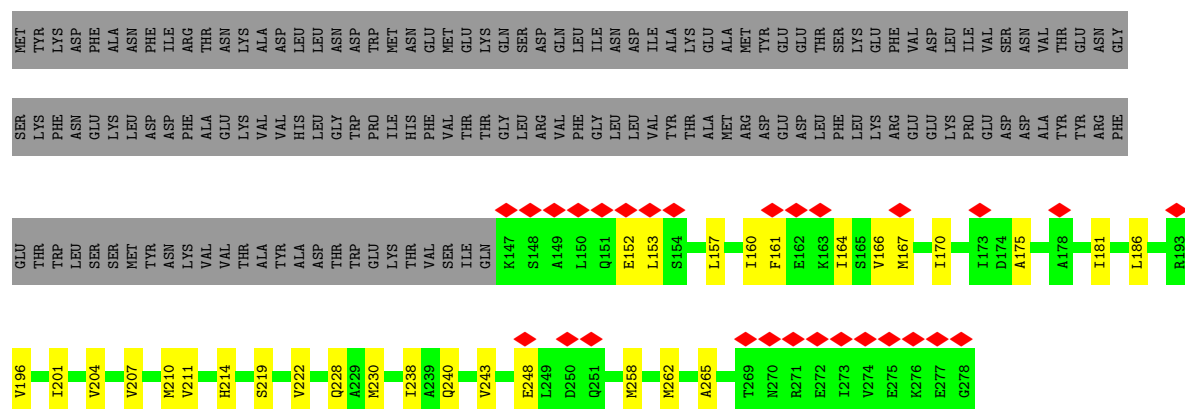 MET TYR LYS ASP PHE ALA ASN PHE ILE ARG THR ASN LYS ALA ASP LEU LEU ASN ASP TRP MET ASN GLU MET GLU LYS GLN SER ASP GLN LEU ILE ASN ASP ILE ALA LYS GLU ALA MET TYR GLU GLU THR SER LYS GLU PHE VAL ASP LEU ILE VAL SER ASN VAL THR GLU ASN GLY
SER LYS PHE ASN GLU LYS LEU ASP ASP PHE ALA GLU LYS VAL VAL HIS LEU GLY TRP PRO ILE HIS PHE VAL THR THR GLY LEU ARG VAL PHE GLY LEU LEU VAL TYR THR ALA MET ARG ASP GLU ASP LEU PHE LEU LYS ARG GLU GLU LYS PRO GLU ASP ASP ALA TYR TYR ARG PHE
GLU THR TRP LEU SER SER MET TYR ASN LYS VAL VAL THR ALA TYR ALA ASP THR TRP GLU LYS THR VAL SER ILE GLN K147 S148 A149 L150 Q151 E152 L153 S154 L157 I160 F161 E162 K163 I164 S165 V166 M167 I170 I173 D174 A175 A178 I181 L186 R193
V196 I201 V204 V207 M210 V211 H214 S219 V222 Q228 A229 M230 I238 A239 Q240 V243 E248 L249 D250 Q251 M258 M262 A265 T269 N270 R271 E272 I273 V274 E275 K276 E277 G278